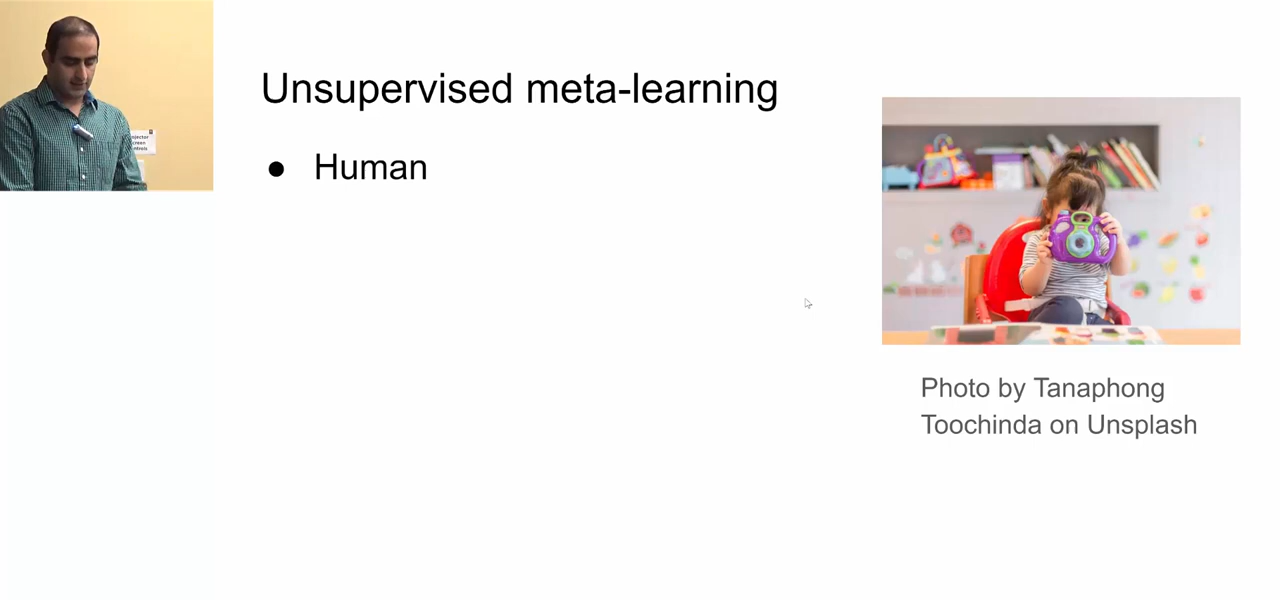 Unsupervised meta-learning
● Human
Photo by Tanaphong
Toochinda on Unsplash